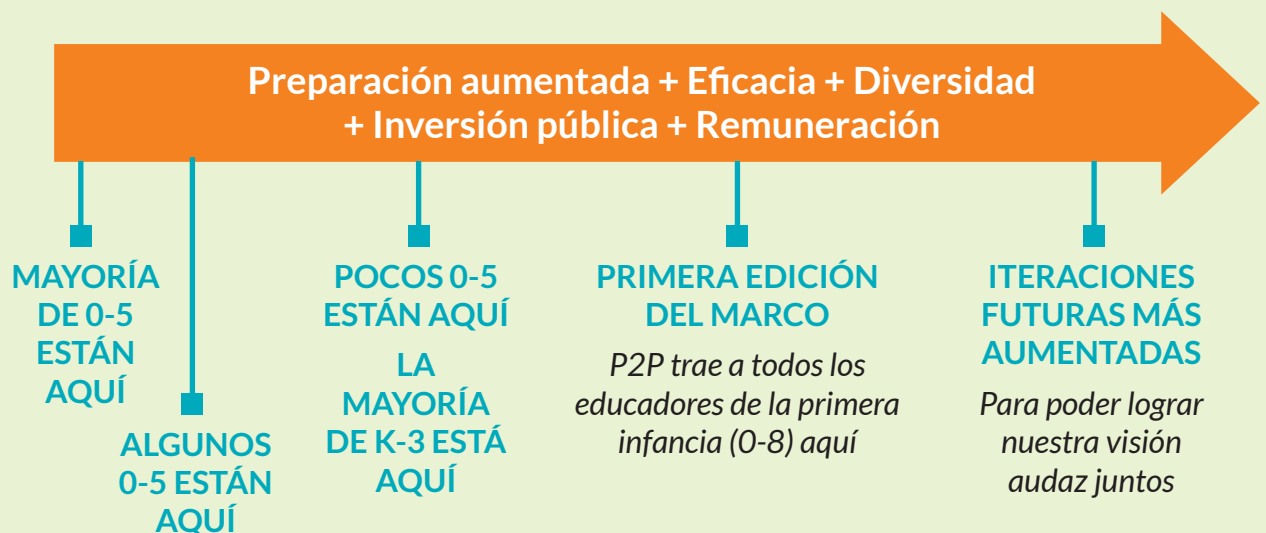 Preparación aumentada + Eficacia + Diversidad
+ Inversión pública + Remuneración
MAYORÍA
DE 0-5
ESTÁN
AQUÍ
ALGUNOS
0-5 ESTÁN
AQUÍ
POCOS 0-5
ESTÁN AQUÍ
LA
MAYORÍA
DE K-3 ESTÁ
AQUÍ
PRIMERA EDICIÓN
DEL MARCO
P2P trae a todos los
educadores de la primera
infancia (0-8) aquí
ITERACIONES
FUTURAS MÁS
AUMENTADAS
Para poder lograr
nuestra visión
audaz juntos